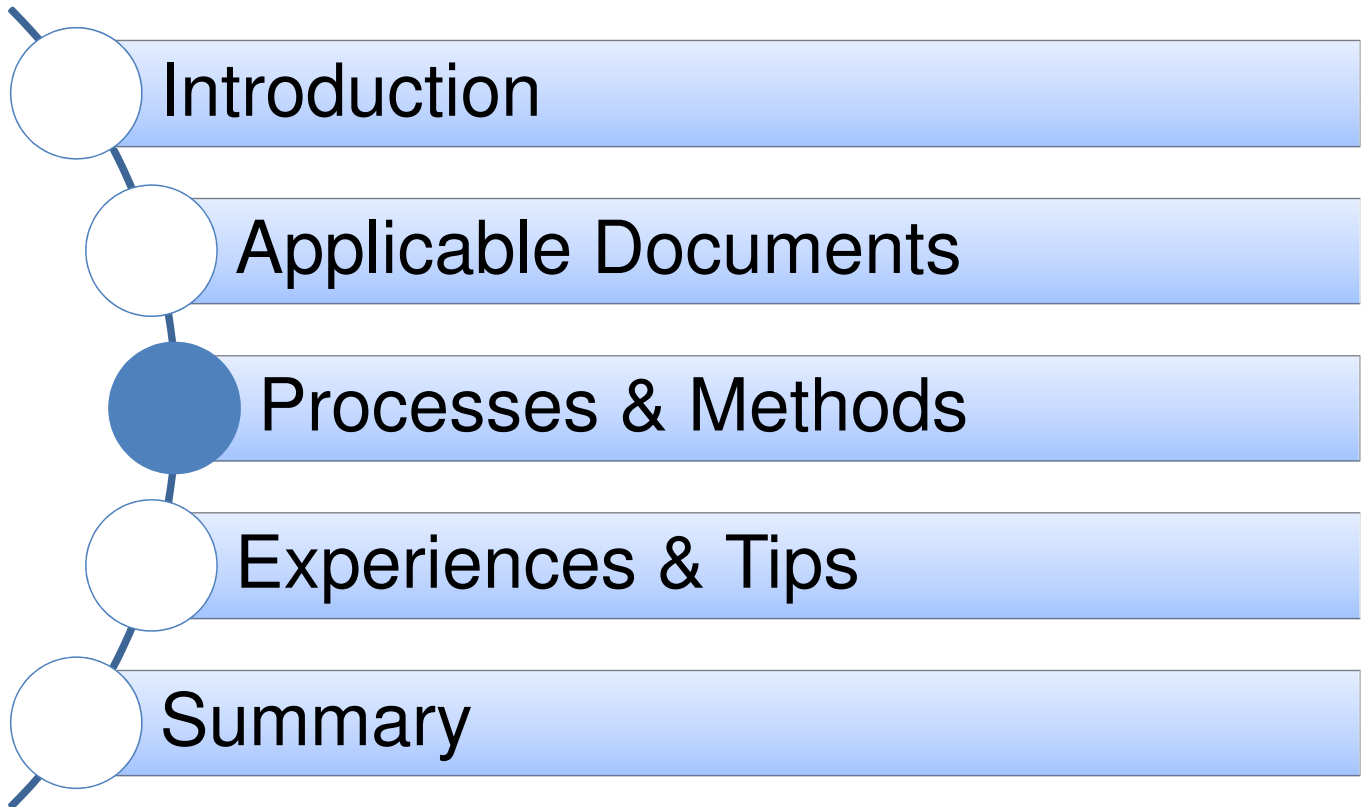 Introduction
Applicable Documents
Processes & Methods
Experiences & Tips
Summary